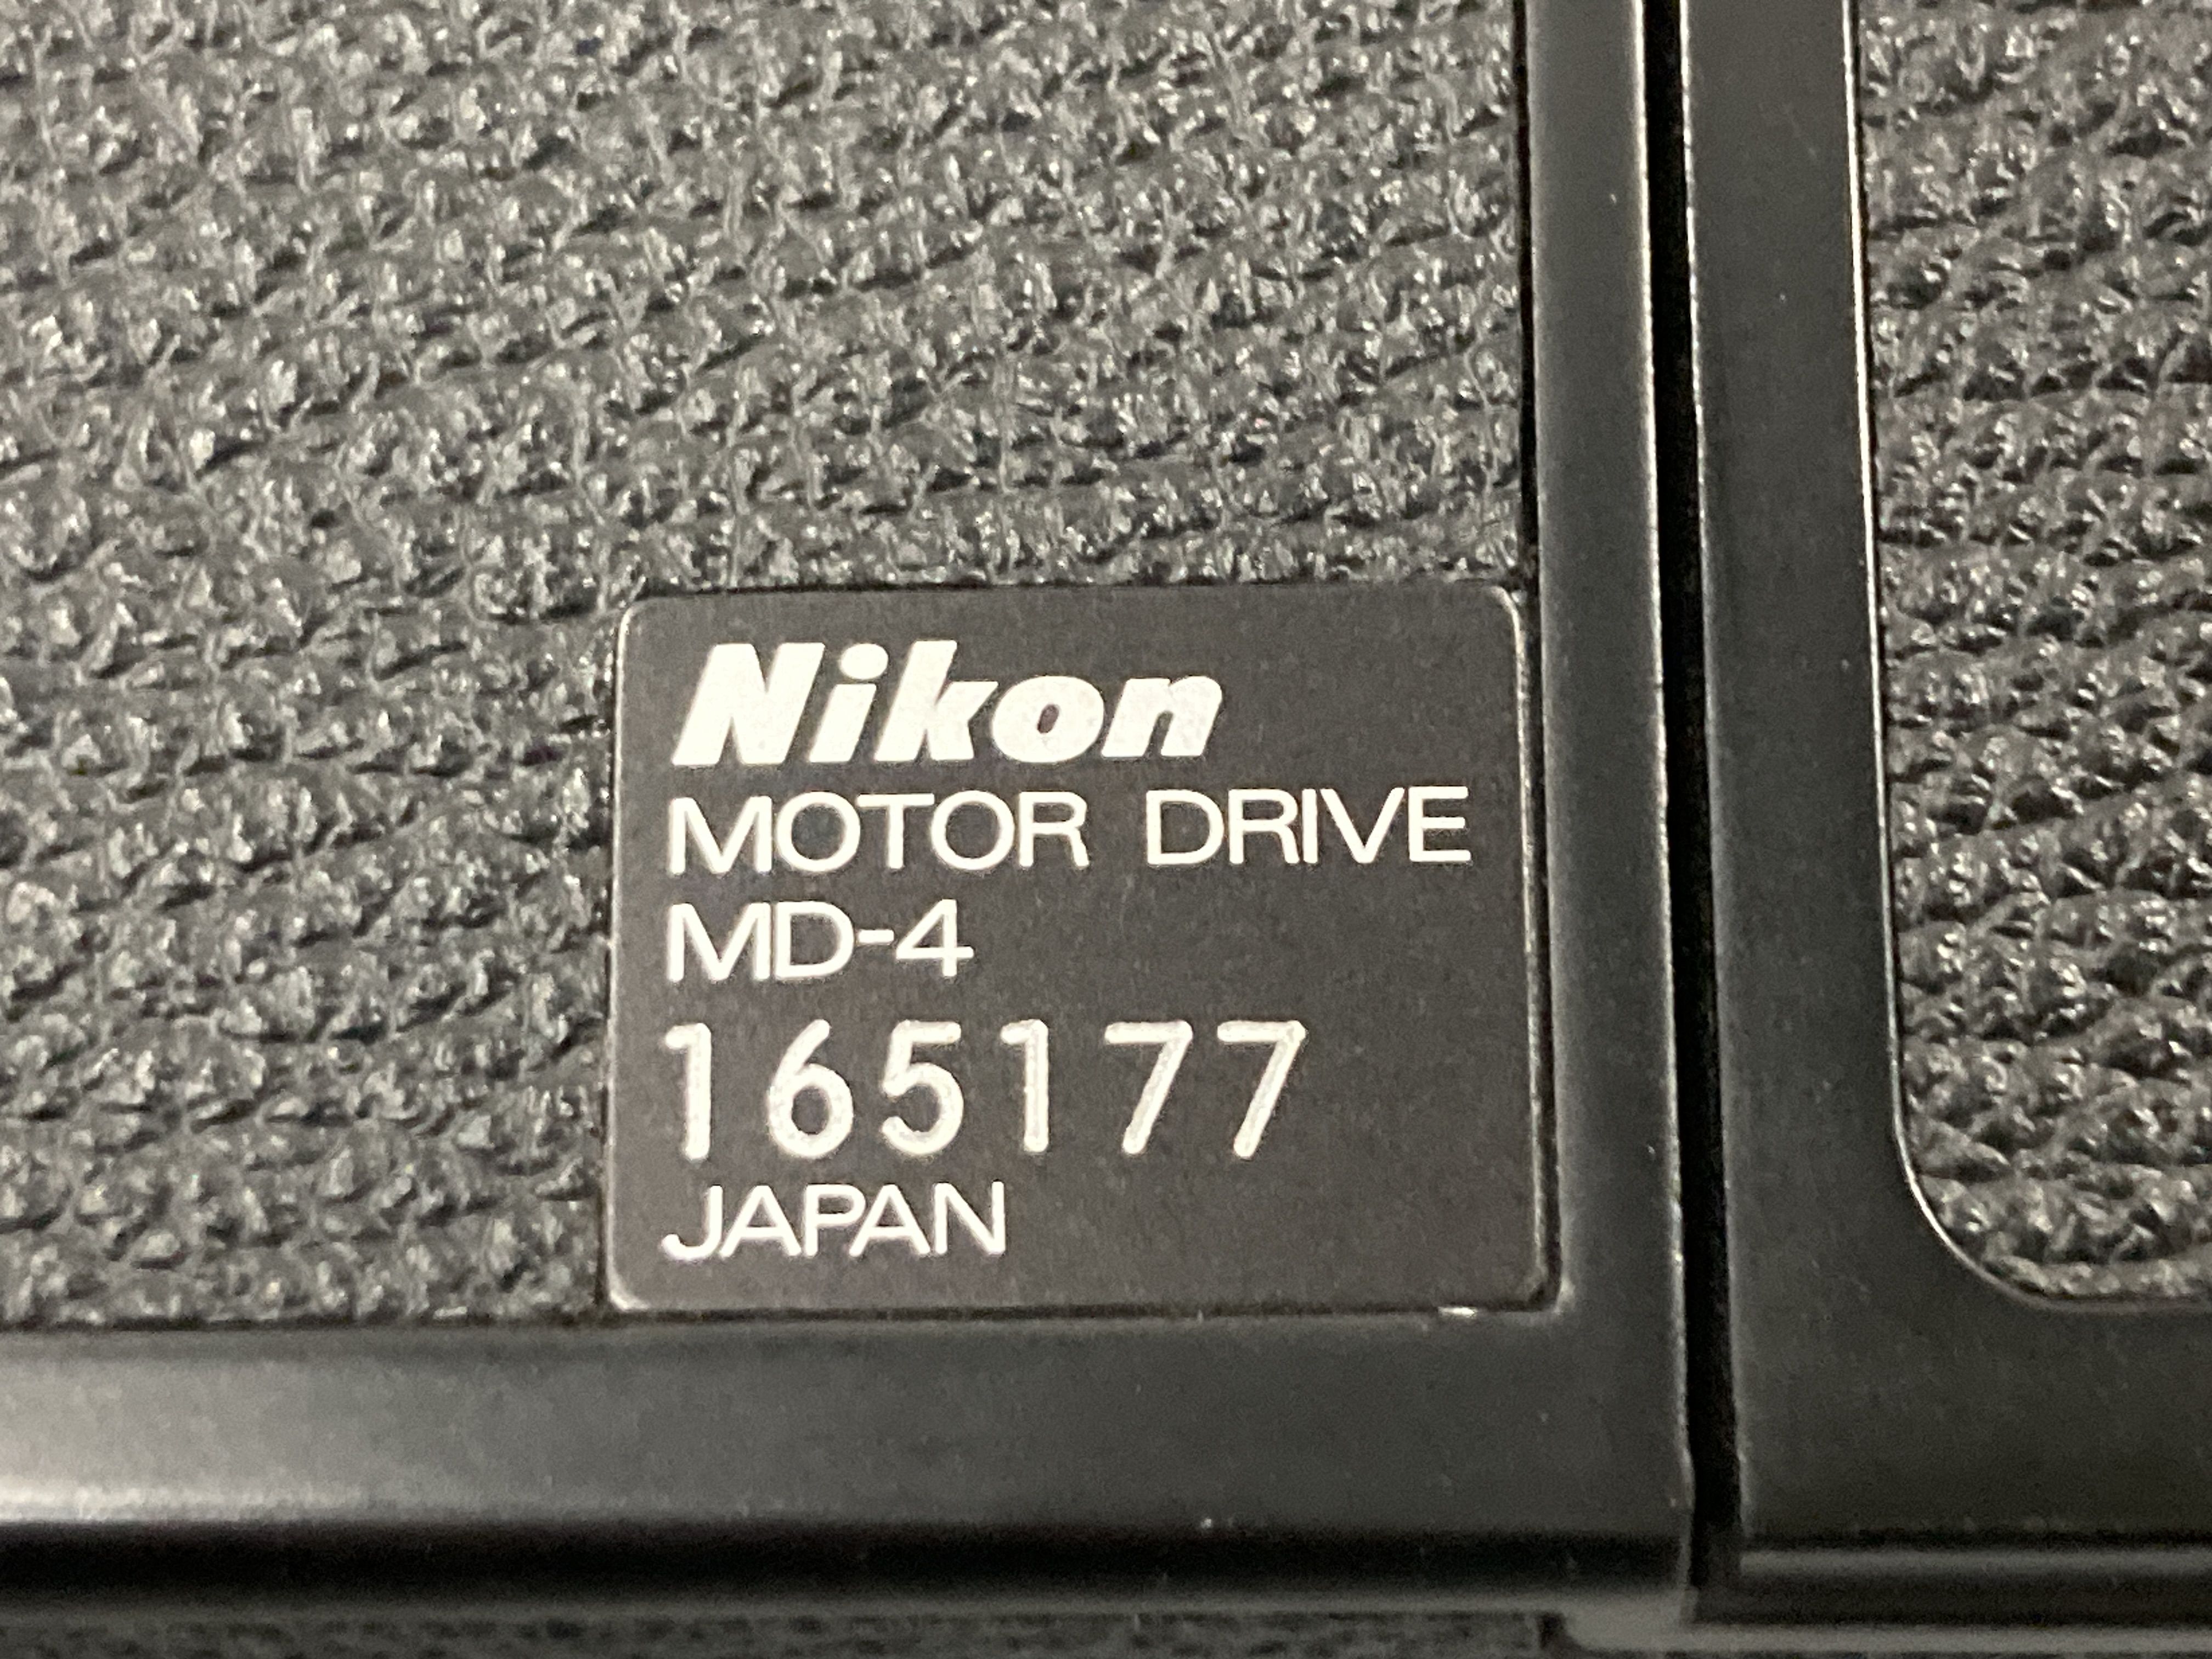 Nikon
MOTOR DRIVE
MD-4
165177
JAPAN